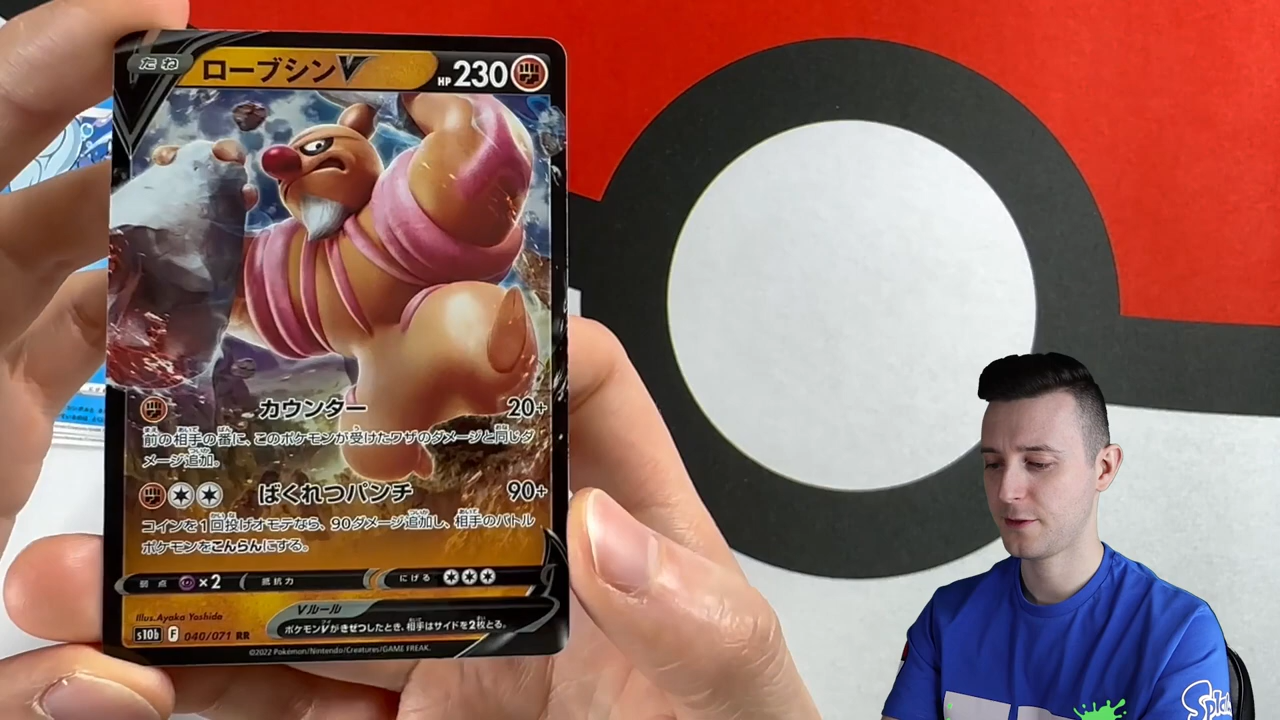 たね ローブシンV HP 230
カウンター 20+
前の相手の番に、このポケモンが受けたワザのダメージと同じダ
メージ追加。
ばくれつパンチ 90+
コインを1回投げオモテなら、90ダメージ追加し、相手のバトル
ポケモンをこんらんにする。
弱点 ×2 抵抗力 にげる
Illus. Ayaka Yoshida
Vルール
ポケモンVがきぜつしたとき、相手はサイドを2枚とる。
s10b F 040/071 RR
©2022 Pokémon/Nintendo/Creatures/GAME FREAK.